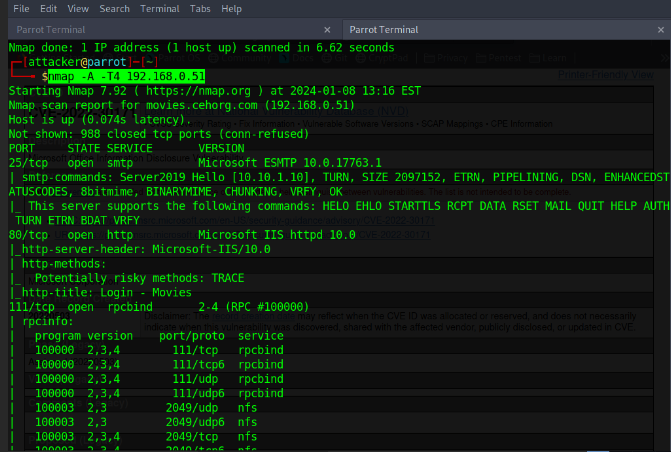 File Edit View Search Terminal Tabs Help
Parrot Terminal × Parrot Terminal ×
Nmap done: 1 IP address (1 host up) scanned in 6.62 seconds
[attacker@parrot]-[~]
$nmap -A -T4 192.168.0.51
Starting Nmap 7.92 ( https://nmap.org ) at 2024-01-08 13:16 EST
Nmap scan report for movies.cehorg.com (192.168.0.51)
Host is up (0.074s latency).
Not shown: 988 closed tcp ports (conn-refused)
PORT STATE SERVICE VERSION
25/tcp open smtp Microsoft ESMTP 10.0.17763.1
| smtp-commands: Server2019 Hello [10.10.1.10], TURN, SIZE 2097152, ETRN, PIPELINING, DSN, ENHANCEDST
ATUSCODES, 8bitmime, BINARYMIME, CHUNKING, VRFY, OK
|_ This server supports the following commands: HELO EHLO STARTTLS RCPT DATA RSET MAIL QUIT HELP AUTH
TURN ETRN BDAT VRFY
80/tcp open http Microsoft IIS httpd 10.0
|_http-server-header: Microsoft-IIS/10.0
| http-methods:
|_ Potentially risky methods: TRACE
|_http-title: Login - Movies
111/tcp open rpcbind 2-4 (RPC #100000)
| rpcinfo:
| program version port/proto service
| 100000 2,3,4 111/tcp rpcbind
| 100000 2,3,4 111/tcp6 rpcbind
| 100000 2,3,4 111/udp rpcbind
| 100000 2,3,4 111/udp6 rpcbind
| 100003 2,3 2049/udp nfs
| 100003 2,3 2049/udp6 nfs
| 100003 2,3,4 2049/tcp nfs
| 100003 2,3,4 2049/tcp6 nfs